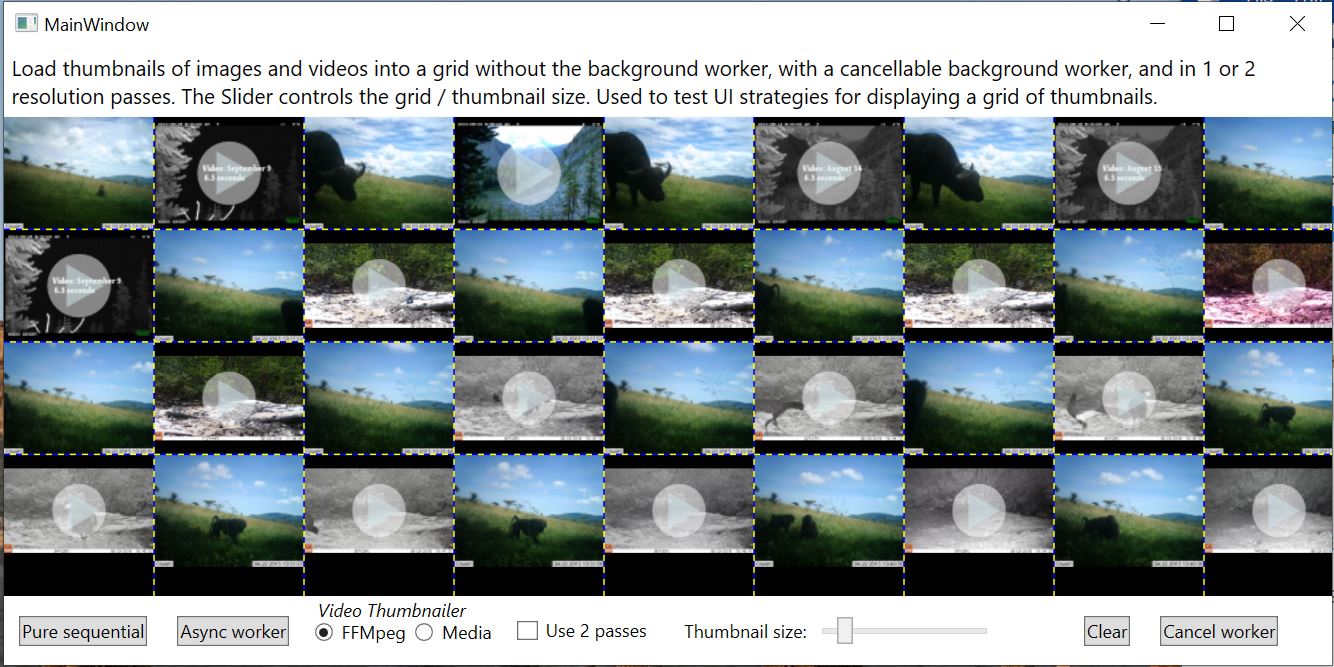 MainWindow
Load thumbnails of images and videos into a grid without the background worker, with a cancellable background worker, and in 1 or 2
resolution passes. The Slider controls the grid / thumbnail size. Used to test UI strategies for displaying a grid of thumbnails.
Video: September 9
6.5 seconds
Video: August 14
6.5 seconds
Video: August 13
6.5 seconds
Video: September 9
6.5 seconds
Video Thumbnailer
Pure sequential
Async worker
FFMpeg
Media
Use 2 passes
Thumbnail size:
Clear
Cancel worker